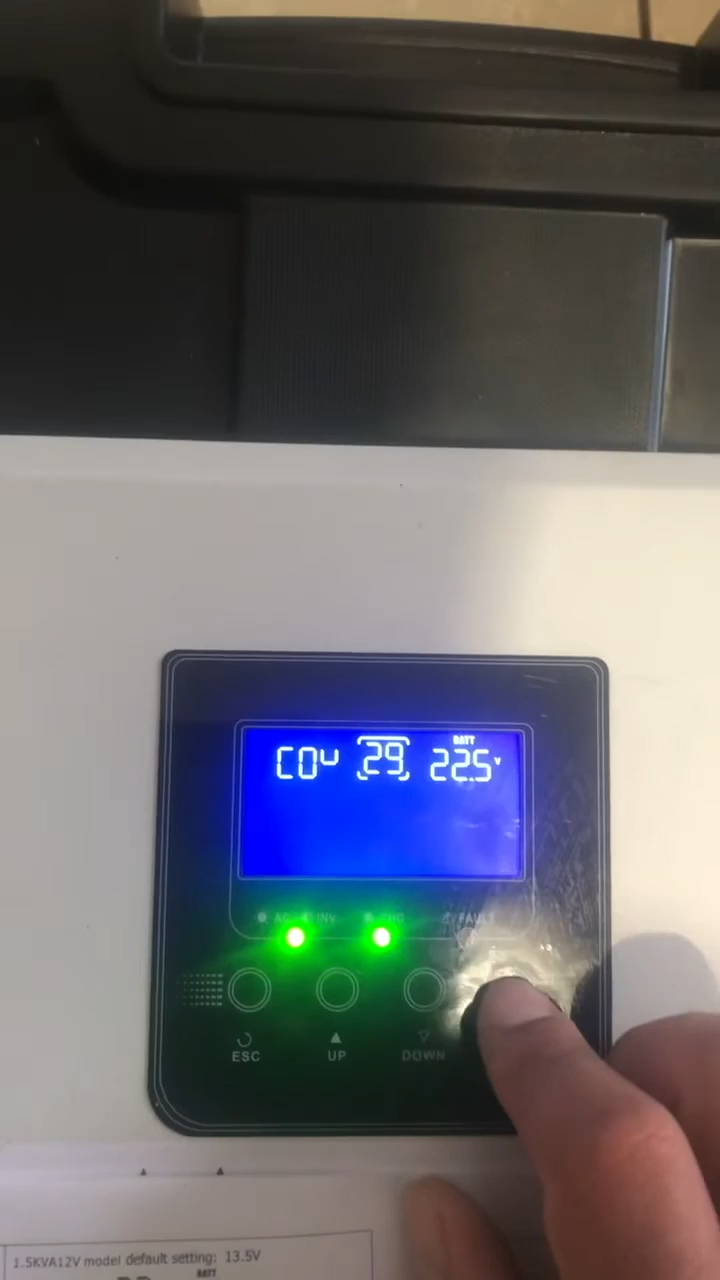 BATT
COU 29 22.5V
AC INV CHG FAULT
ESC UP DOWN
1.5KVA12V model default setting: 13.5V
BATT